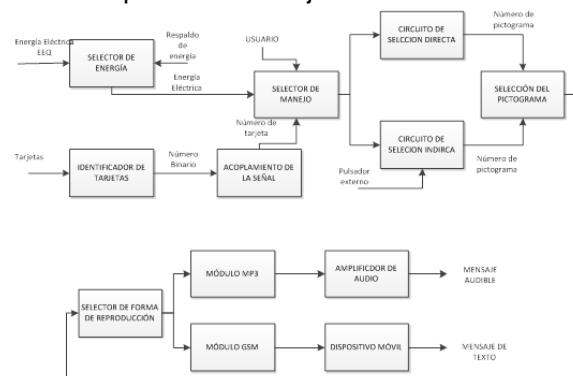 Energía Eléctrica
EEQ
SELECTOR DE
ENERGÍA
Respaldo
de
energía
Energía
Eléctrica
USUARIO
SELECTOR DE
MANEJO
Número de
tarjeta
Tarjetas
IDENTIFICADOR DE
TARJETAS
Número
Binario
ACOPLAMIENTO DE
LA SEÑAL
CIRCUITO DE
SELCCION DIRECTA
Número de
pictograma
CIRCUITO DE
SELECION INDIRCA
Pulsador
externo
Número de
pictograma
SELECCIÓN DEL
PICTOGRAMA
SELECTOR DE FORMA
DE REPRODUCCIÓN
MÓDULO MP3
AMPLIFICDOR DE
AUDIO
MENSAJE
AUDIBLE
MÓDULO GSM
DISPOSITIVO MÓVIL
MENSAJE DE
TEXTO